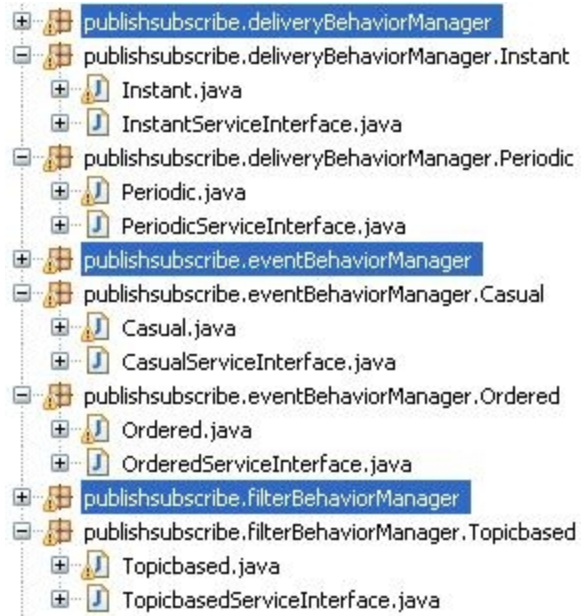 publishsubscribe.deliveryBehaviorManager
publishsubscribe.deliveryBehaviorManager.Instant
Instant.java
InstantServiceInterface.java
publishsubscribe.deliveryBehaviorManager.Periodic
Periodic.java
PeriodicServiceInterface.java
publishsubscribe.eventBehaviorManager
publishsubscribe.eventBehaviorManager.Casual
Casual.java
CasualServiceInterface.java
publishsubscribe.eventBehaviorManager.Ordered
Ordered.java
OrderedServiceInterface.java
publishsubscribe.filterBehaviorManager
publishsubscribe.filterBehaviorManager.Topicbased
Topicbased.java
TopicbasedServiceInterface.java